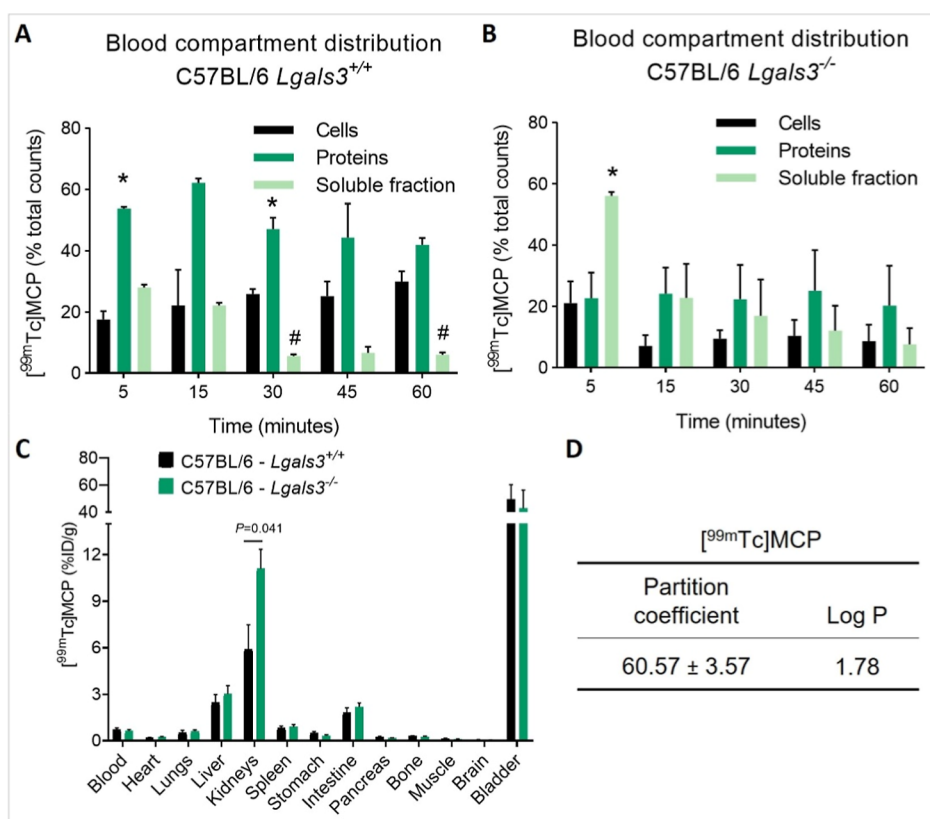 A
Blood compartment distribution
C57BL/6 Lgals3+/+
[99mTc]MCP (% total counts)
80
60
40
20
0
Cells
Proteins
Soluble fraction
*
*
#
#
5 15 30 45 60
Time (minutes)
B
Blood compartment distribution
C57BL/6 Lgals3-/-
[99mTc]MCP (% total counts)
80
60
40
20
0
Cells
Proteins
Soluble fraction
*
5 15 30 45 60
Time (minutes)
C
C57BL/6 - Lgals3+/+
C57BL/6 - Lgals3-/-
[99mTc]MCP (%ID/g)
80
60
40
12
9
6
3
0
P=0.041
Blood
Heart
Lungs
Liver
Kidneys
Spleen
Stomach
Intestine
Pancreas
Bone
Muscle
Brain
Bladder
D
[99mTc]MCP
Partition
coefficient Log P
60.57 ± 3.57 1.78